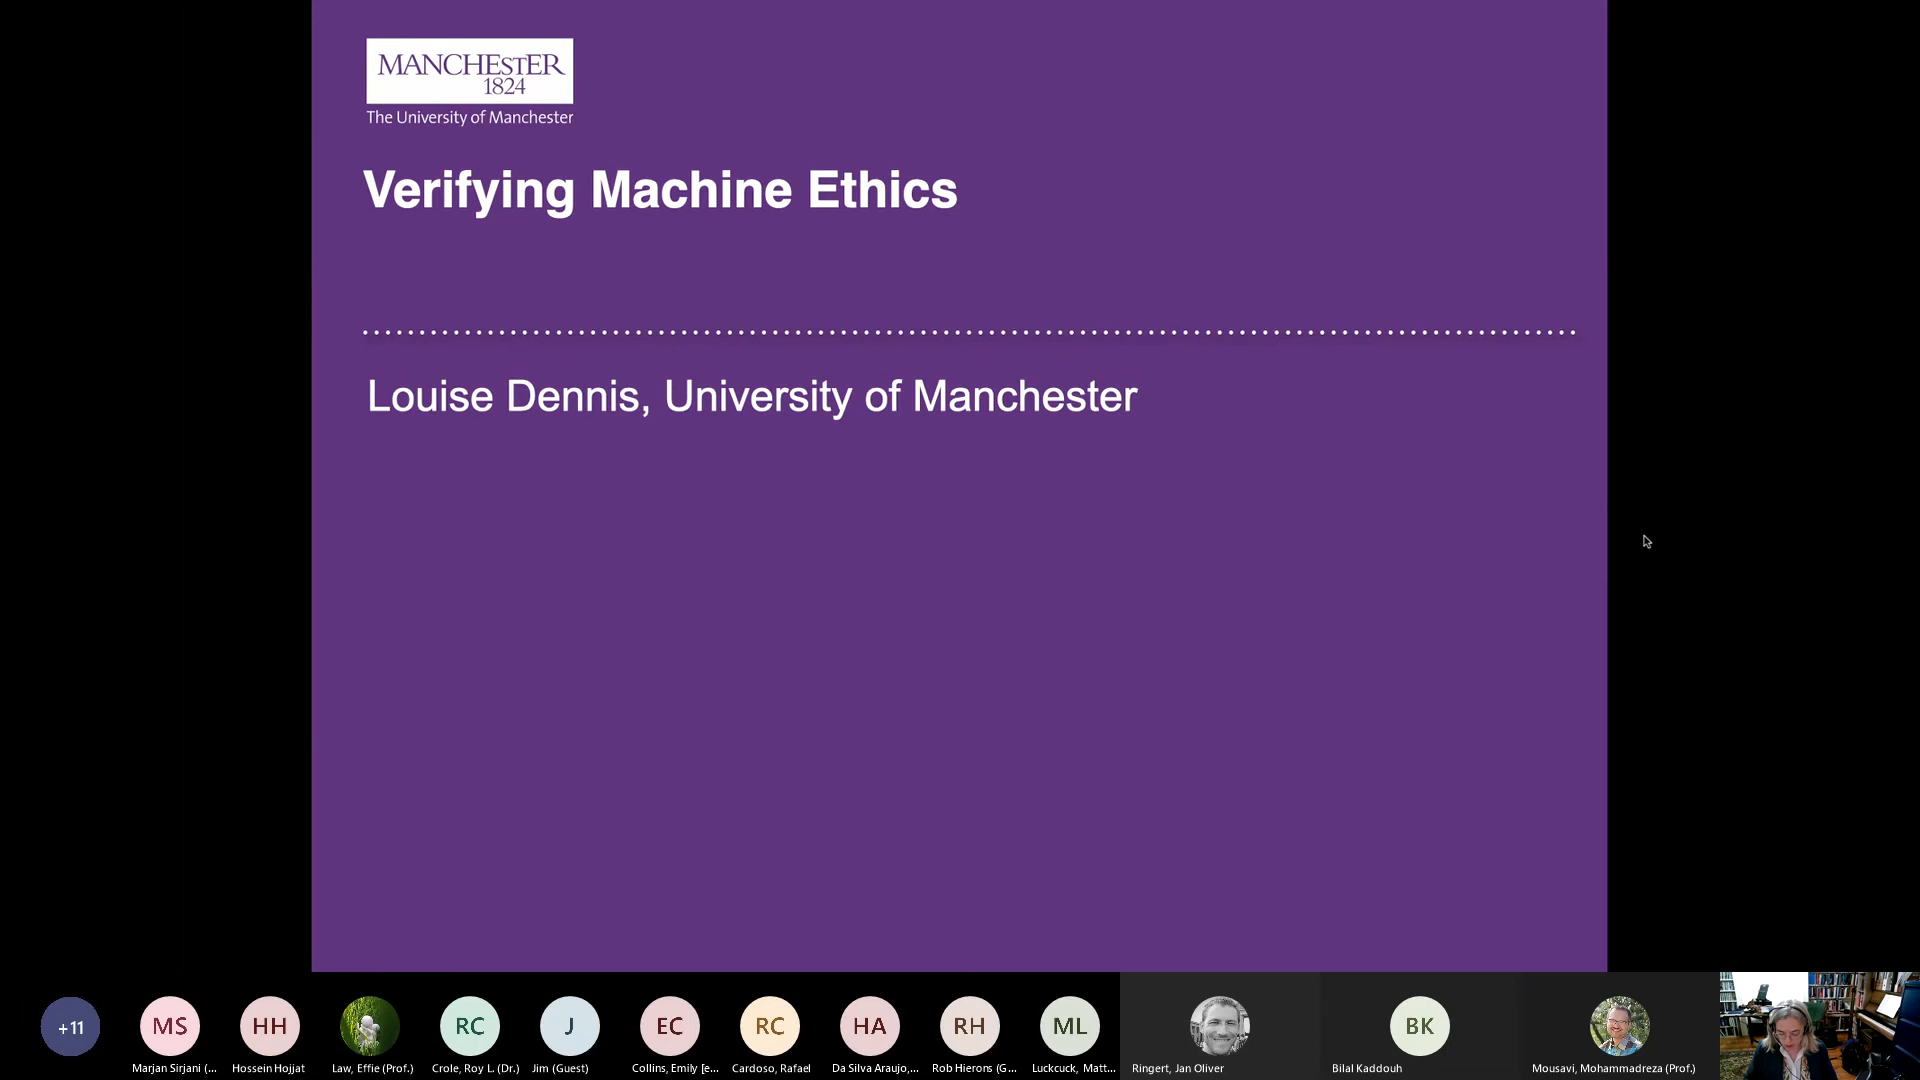 MANCHESTER
1824
The University of Manchester
Verifying Machine Ethics
Louise Dennis, University of Manchester
+11
MS
HH
RC
J
EC
RC
HA
RH
ML
BK
Marjan Sirjani (...
Hossein Hojjat
Law, Effie (Prof.)
Crole, Roy L. (Dr.)
Jim (Guest)
Collins, Emily [e...
Cardoso, Rafael
Da Silva Araujo,...
Rob Hierons (G...
Luckcuck, Matt...
Ringert, Jan Oliver
Bilal Kaddouh
Mousavi, Mohammadreza (Prof.)